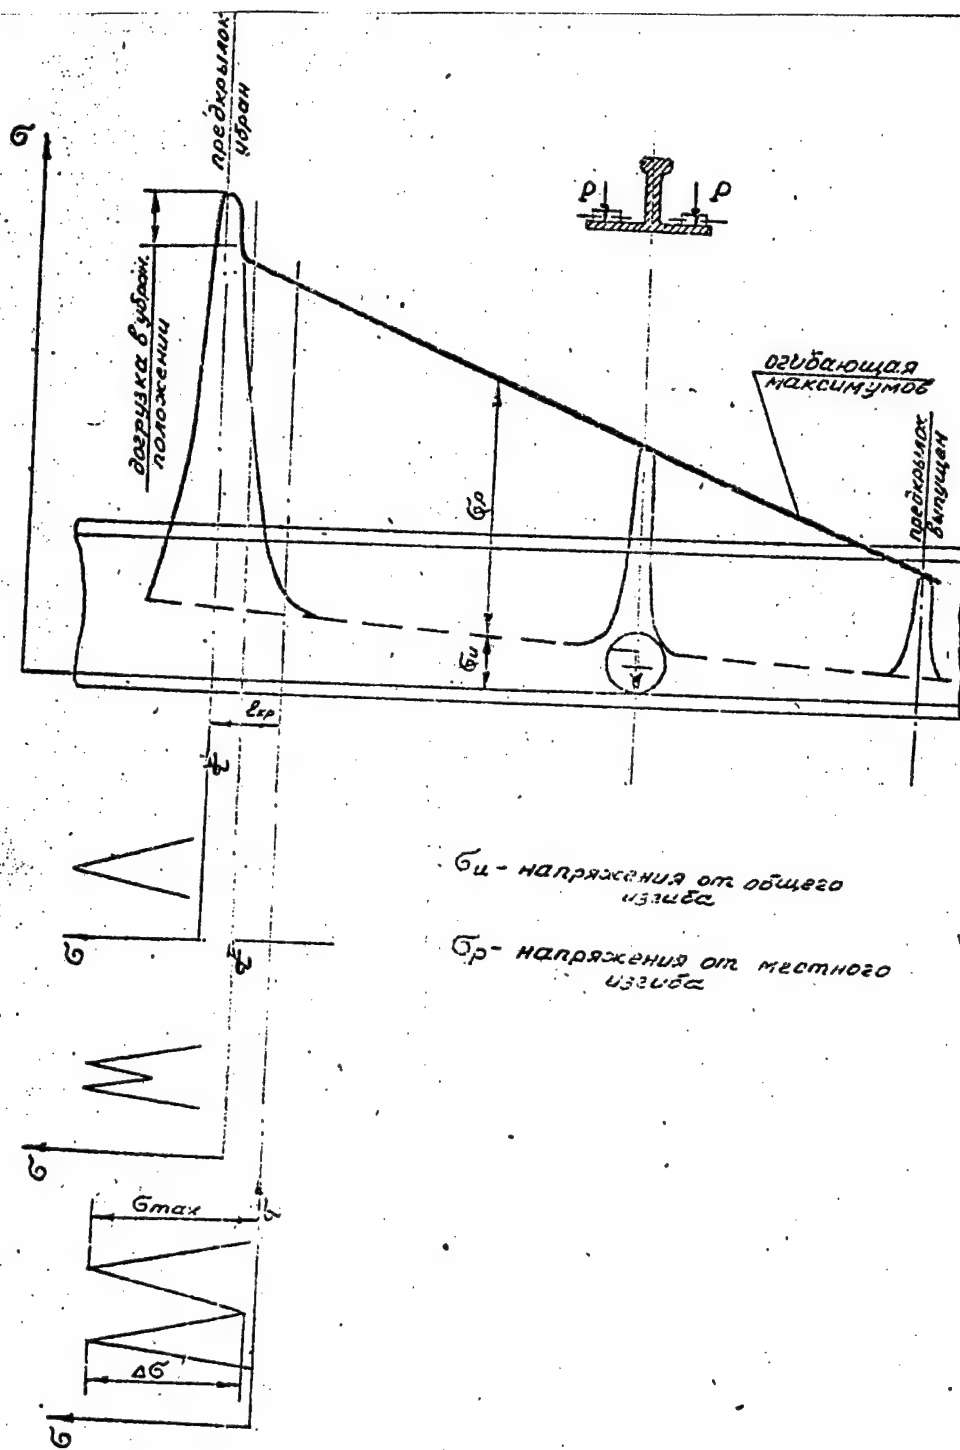 σ
предкрылок
убран
P
P
догрузка в убран.
положении
огибающая
максимумов
предкрылок
выпущен
σр
σи
ℓкр
σи - напряжения от общего
изгиба
σр - напряжения от местного
изгиба
σ
σ
σmax
Δσ
σ